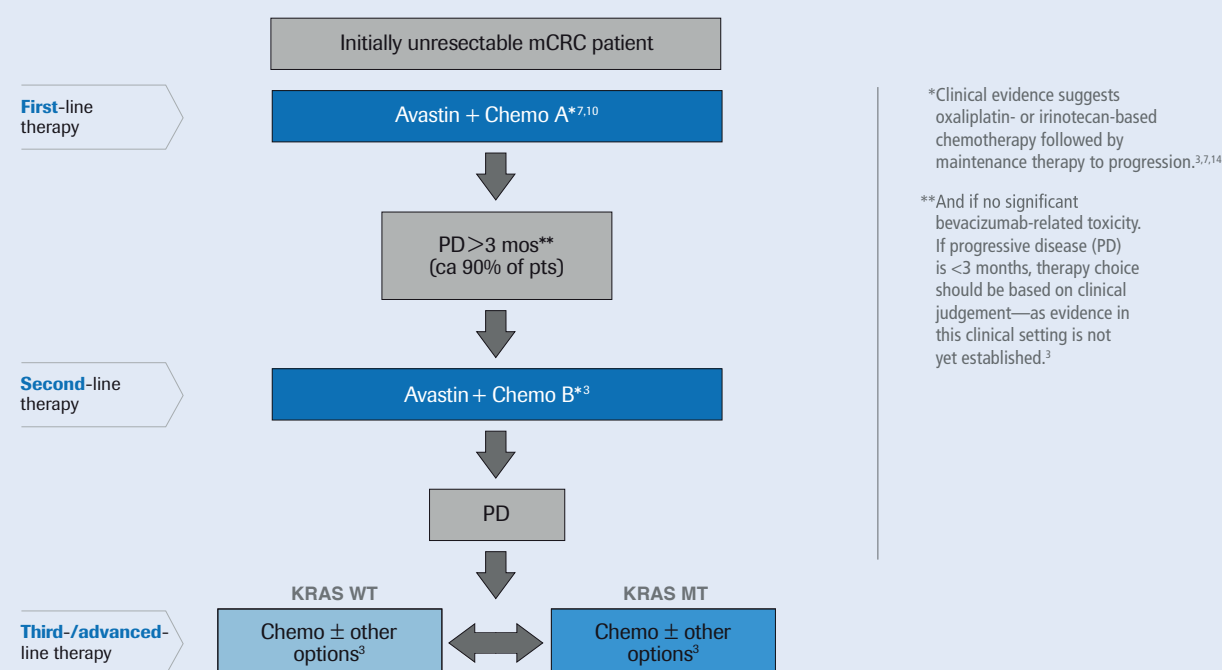 Initially unresectable mCRC patient
First-line
therapy
Avastin + Chemo A*7,10
PD>3 mos**
(ca 90% of pts)
Second-line
therapy
Avastin + Chemo B*3
PD
KRAS WT
KRAS MT
Third-/advanced-
line therapy
Chemo ± other
options3
Chemo ± other
options3
*Clinical evidence suggests
oxaliplatin- or irinotecan-based
chemotherapy followed by
maintenance therapy to progression.3,7,14
**And if no significant
bevacizumab-related toxicity.
If progressive disease (PD)
is <3 months, therapy choice
should be based on clinical
judgement—as evidence in
this clinical setting is not
yet established.3